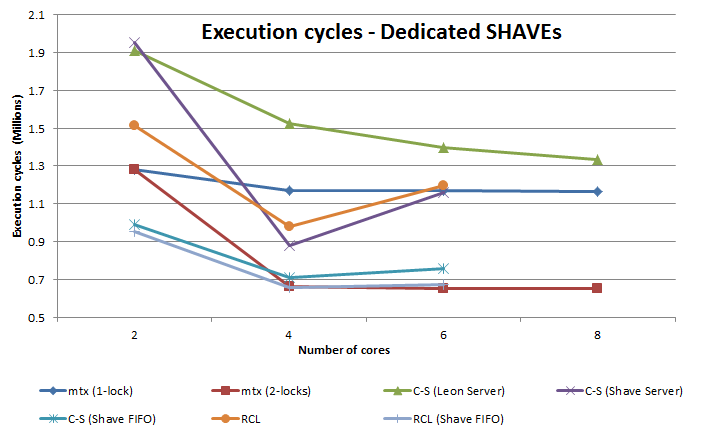 Execution cycles - Dedicated SHAVEs
Execution cycles (Millions)
2.1
1.9
1.7
1.5
1.3
1.1
0.9
0.7
0.5
2 4 6 8
Number of cores
mtx (1-lock) mtx (2-locks) C-S (Leon Server) C-S (Shave Server)
C-S (Shave FIFO) RCL RCL (Shave FIFO)